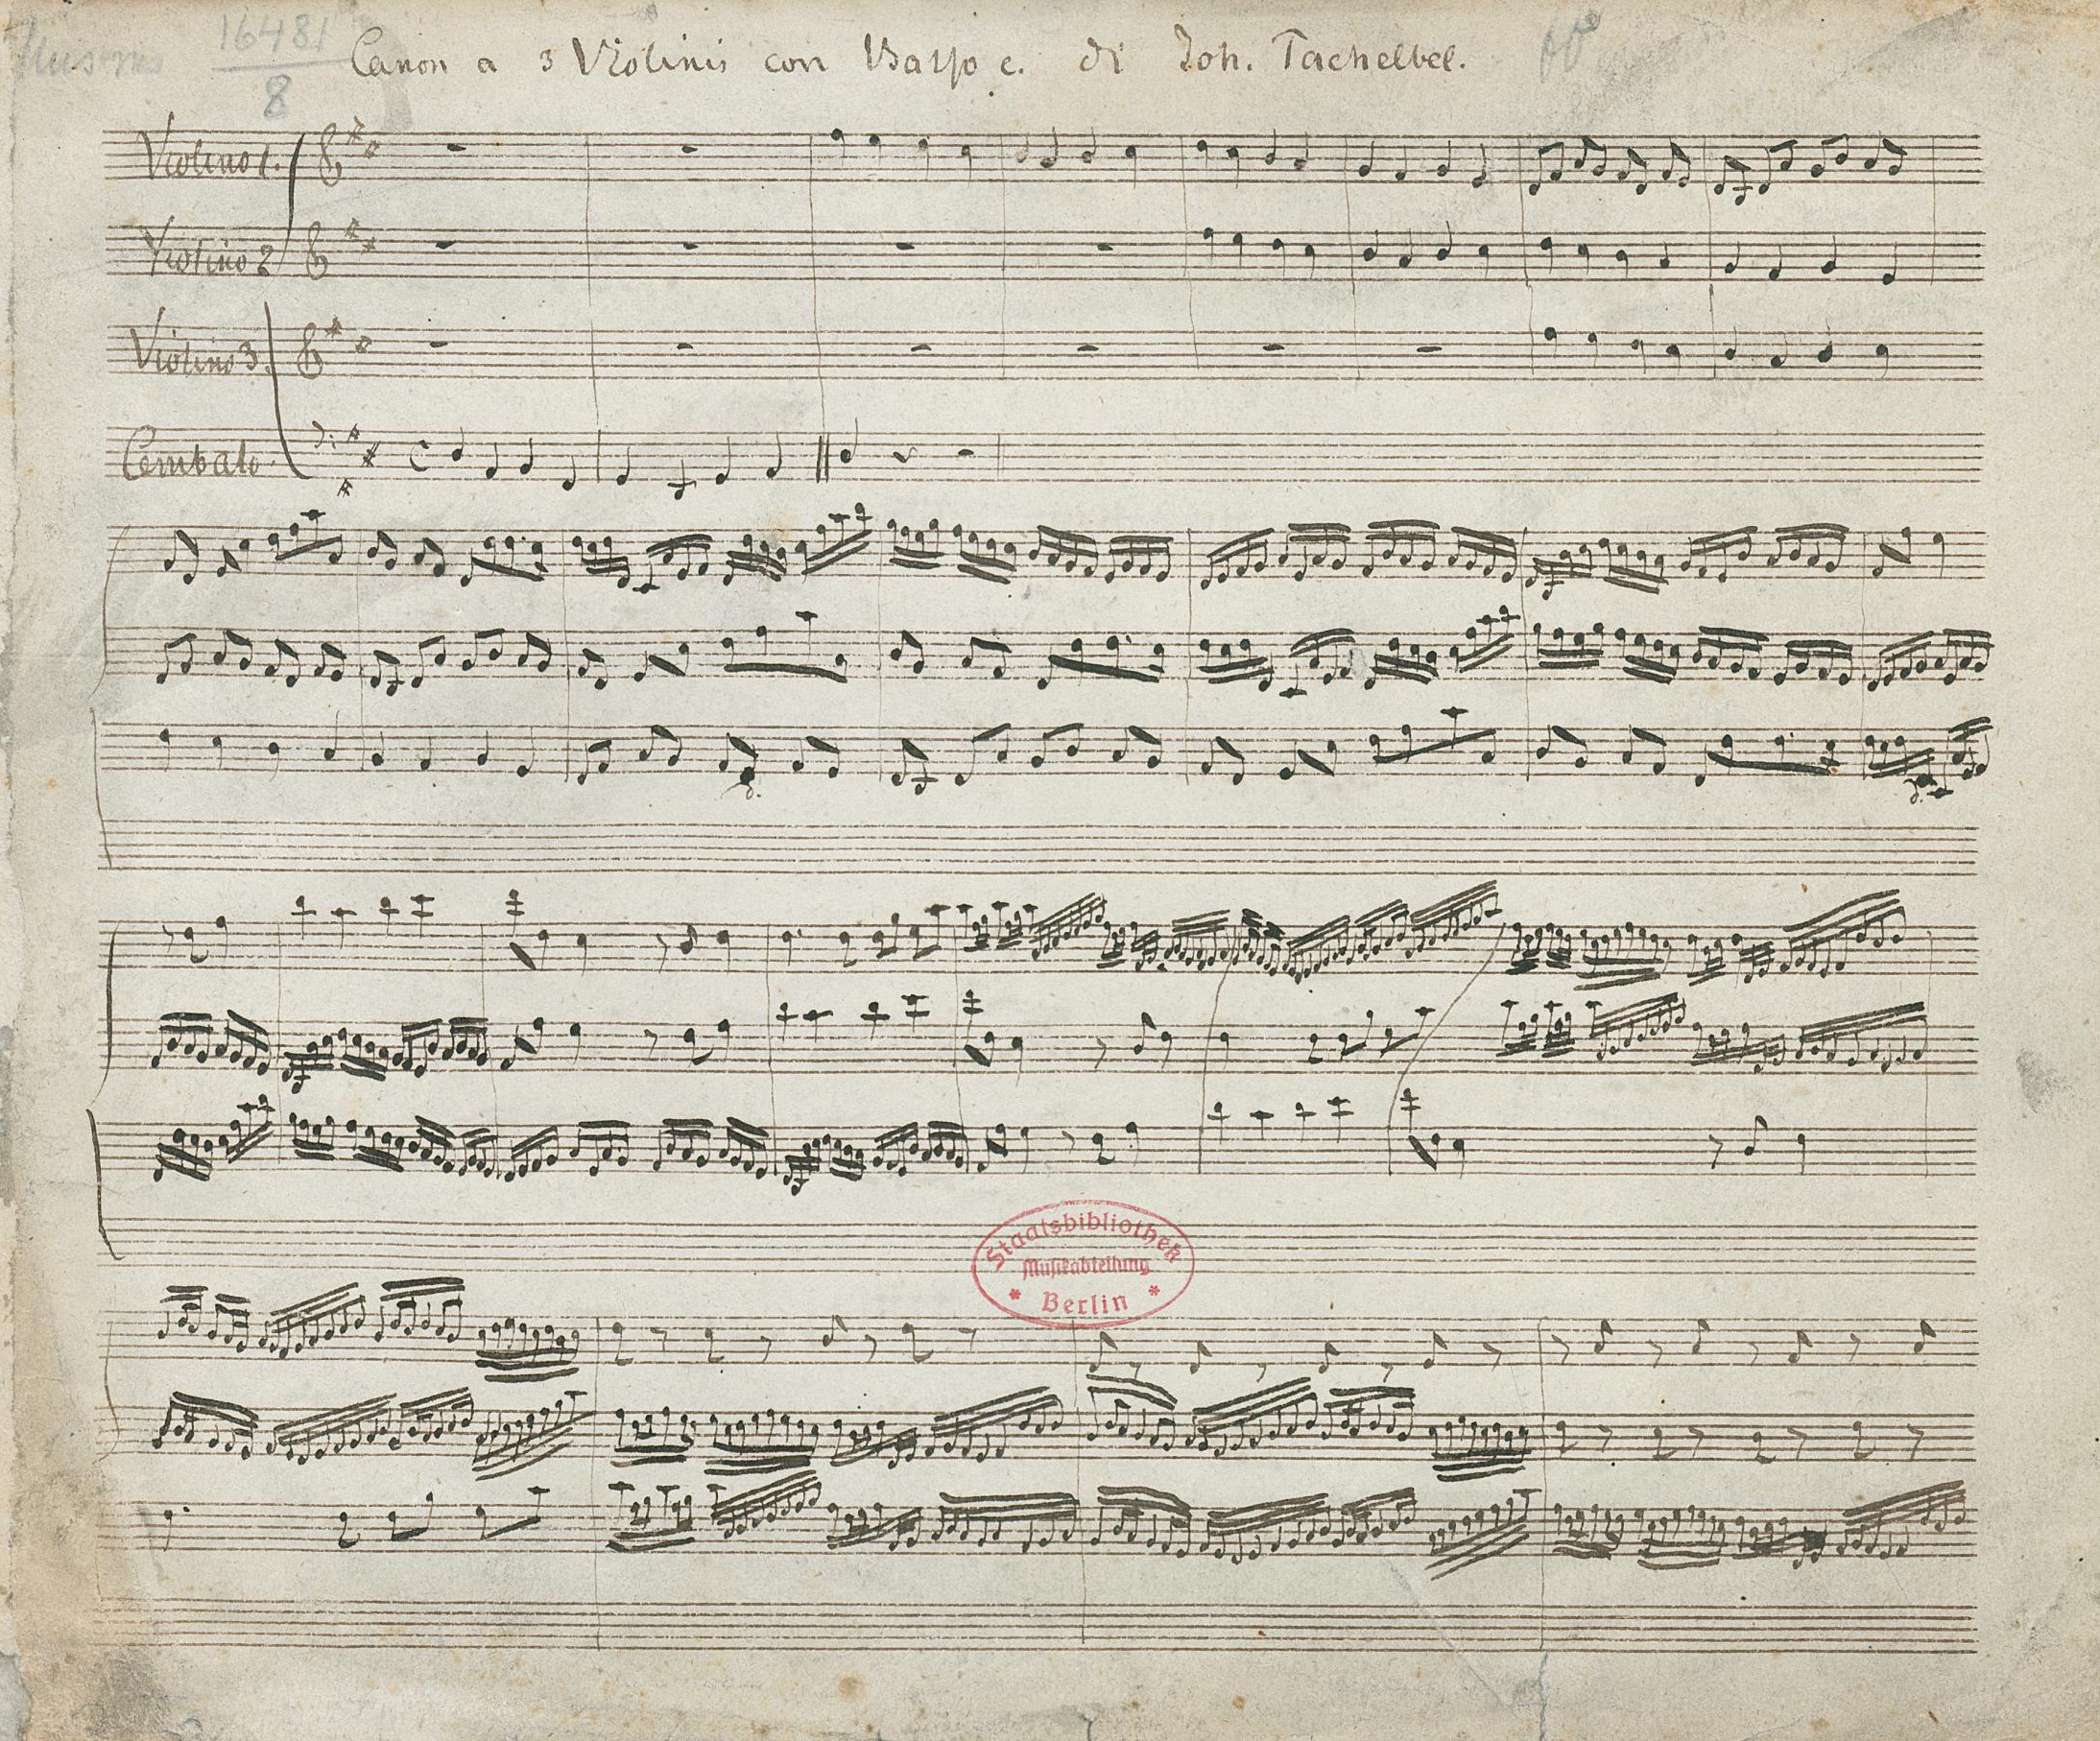 Mus. ms
16481
8
Canon a 3 Violinis con Basso c. di Joh. Pachelbel.
Violino 1.
Violino 2
Violino 3.
Cembalo.
d.
d.
Staatsbibliothek
Musikabteilung
* Berlin *